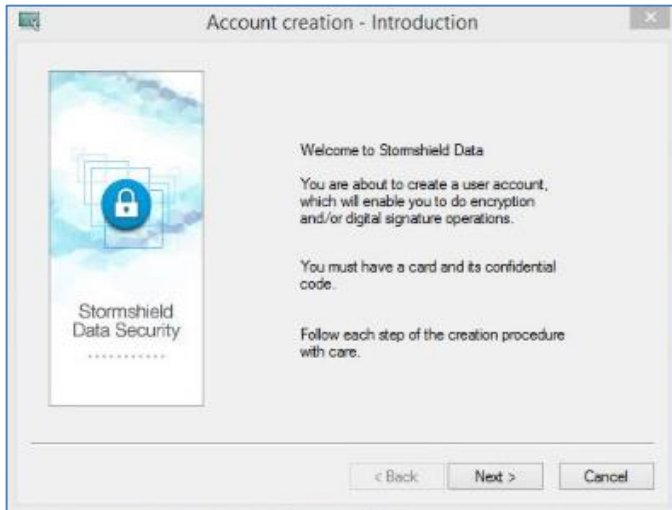 Account creation - Introduction
Welcome to Stormshield Data
You are about to create a user account,
which will enable you to do encryption
and/or digital signature operations.
You must have a card and its confidential
code.
Follow each step of the creation procedure
with care.
Stormshield
Data Security
< Back
Next >
Cancel